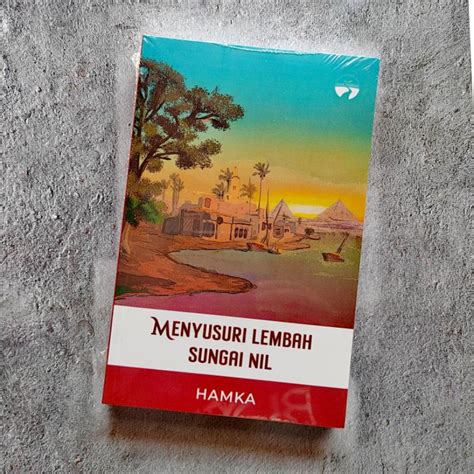 MENYUSURI LEMBAH
SUNGAI NIL
HAMKA